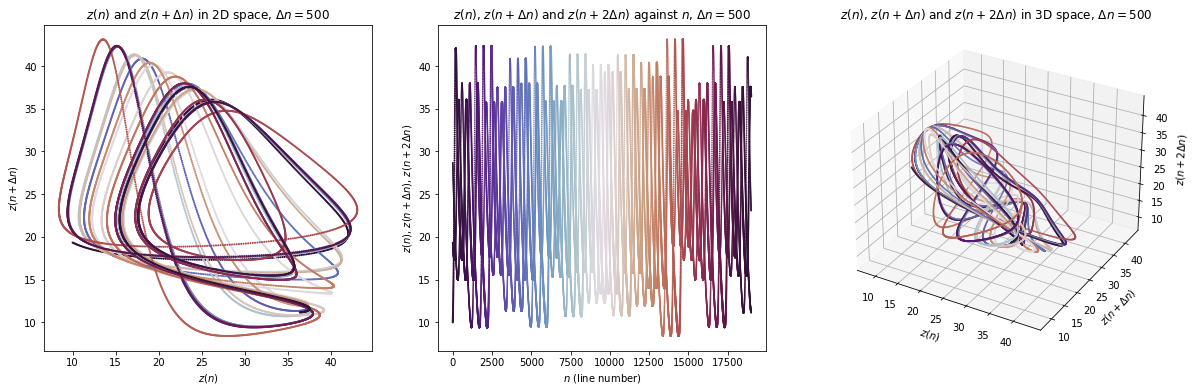 z(n) and z(n + Δn) in 2D space, Δn = 500
40
35
30
25
20
15
10
z(n + Δn)
10 15 20 25 30 35 40
z(n)
z(n), z(n + Δn) and z(n + 2Δn) against n, Δn = 500
40
35
30
25
20
15
10
z(n), z(n + Δn), z(n + 2Δn)
0 2500 5000 7500 10000 12500 15000 17500
n (line number)
z(n), z(n + Δn) and z(n + 2Δn) in 3D space, Δn = 500
40
35
30
25
20
15
10
z(n + 2Δn)
10 15 20 25 30 35 40
z(n)
10 15 20 25 30 35 40
z(n + Δn)